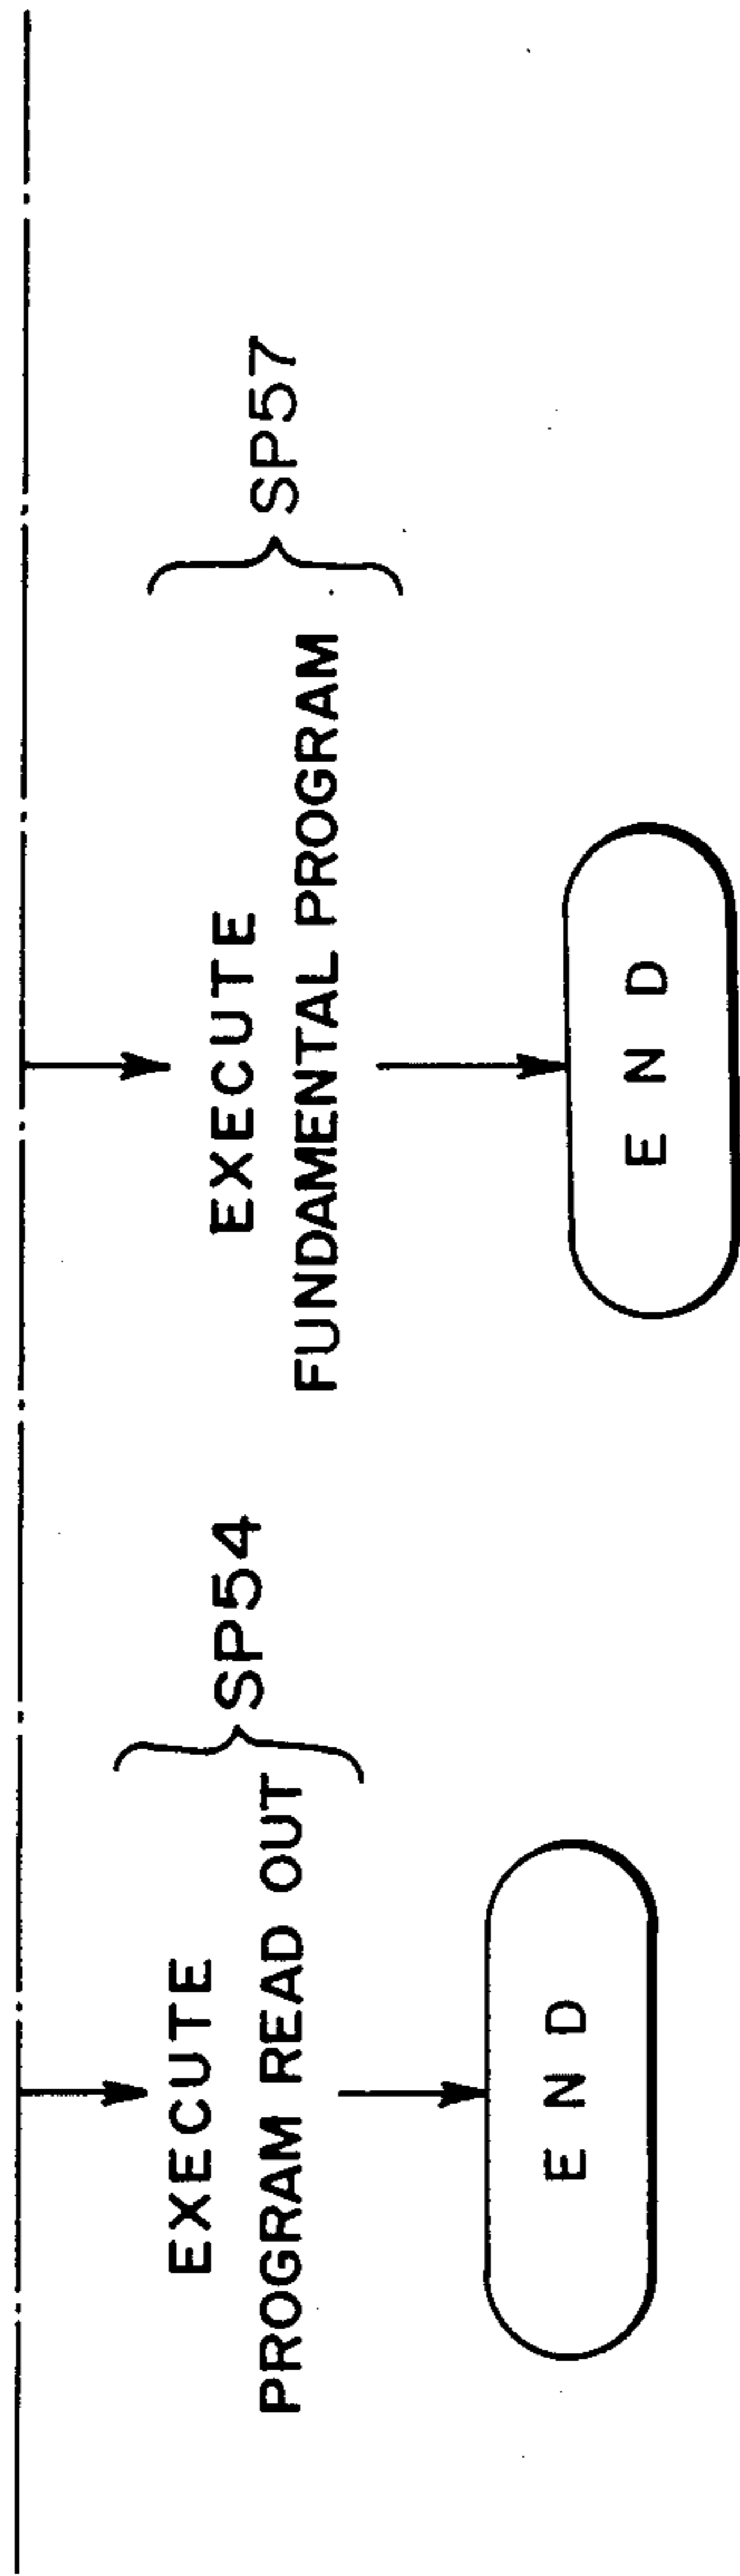 EXECUTE
PROGRAM READ OUT
SP54
END
EXECUTE
FUNDAMENTAL PROGRAM
SP57
END